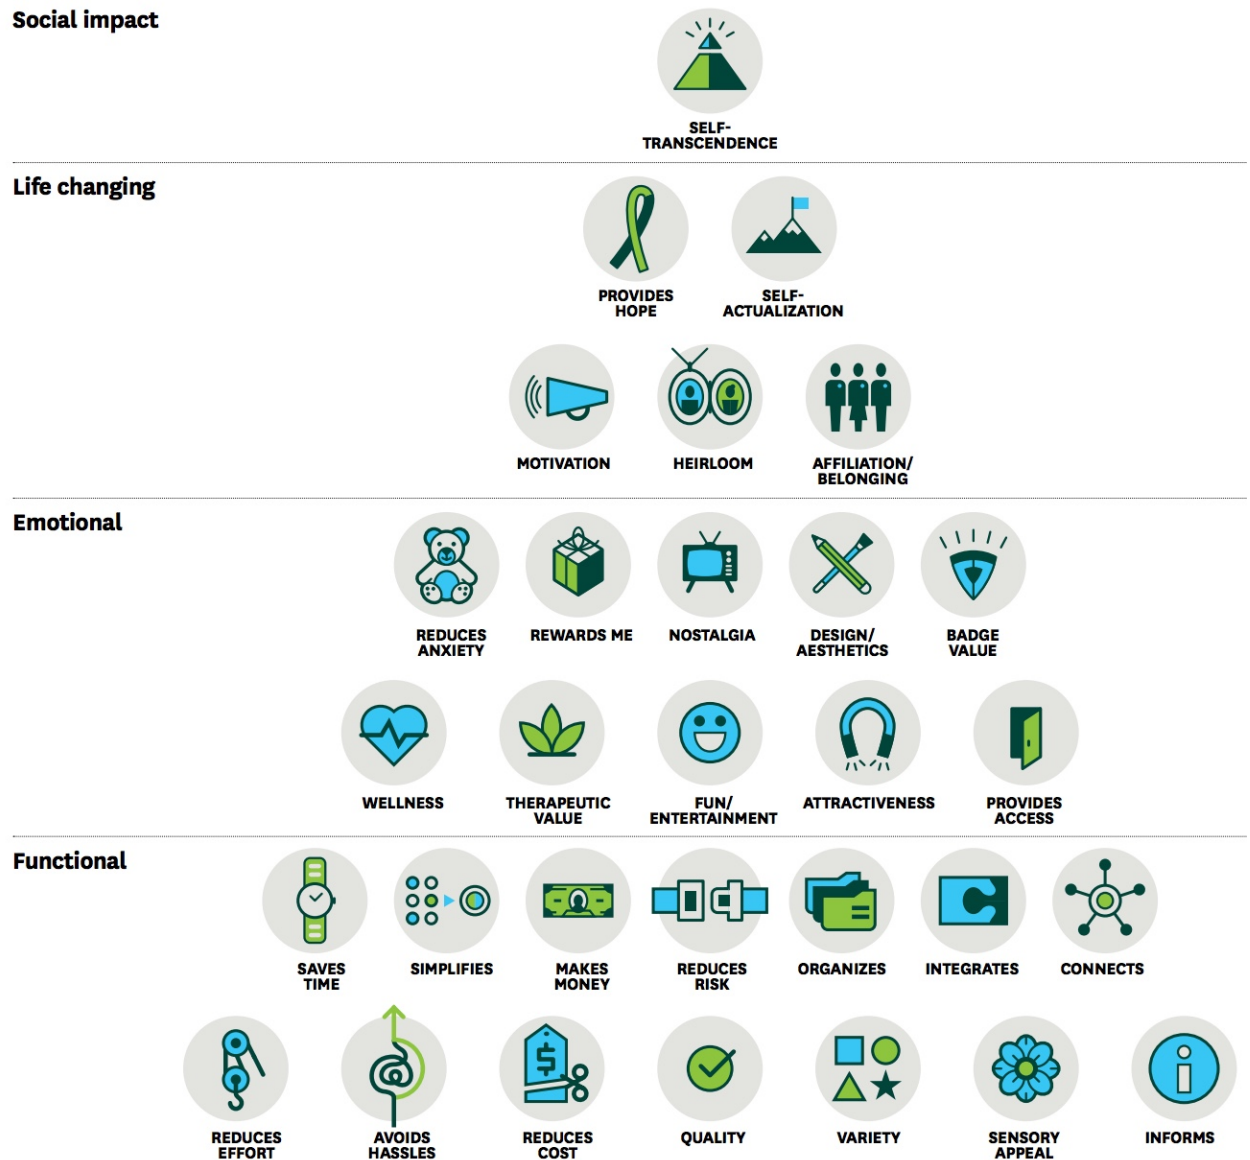 Social impact
SELF-
TRANSCENDENCE
Life changing
PROVIDES
HOPE
SELF-
ACTUALIZATION
MOTIVATION
HEIRLOOM
AFFILIATION/
BELONGING
Emotional
REDUCES
ANXIETY
REWARDS ME
NOSTALGIA
DESIGN/
AESTHETICS
BADGE
VALUE
WELLNESS
THERAPEUTIC
VALUE
FUN/
ENTERTAINMENT
ATTRACTIVENESS
PROVIDES
ACCESS
Functional
SAVES
TIME
SIMPLIFIES
MAKES
MONEY
REDUCES
RISK
ORGANIZES
INTEGRATES
CONNECTS
REDUCES
EFFORT
AVOIDS
HASSLES
$
REDUCES
COST
QUALITY
VARIETY
SENSORY
APPEAL
i
INFORMS